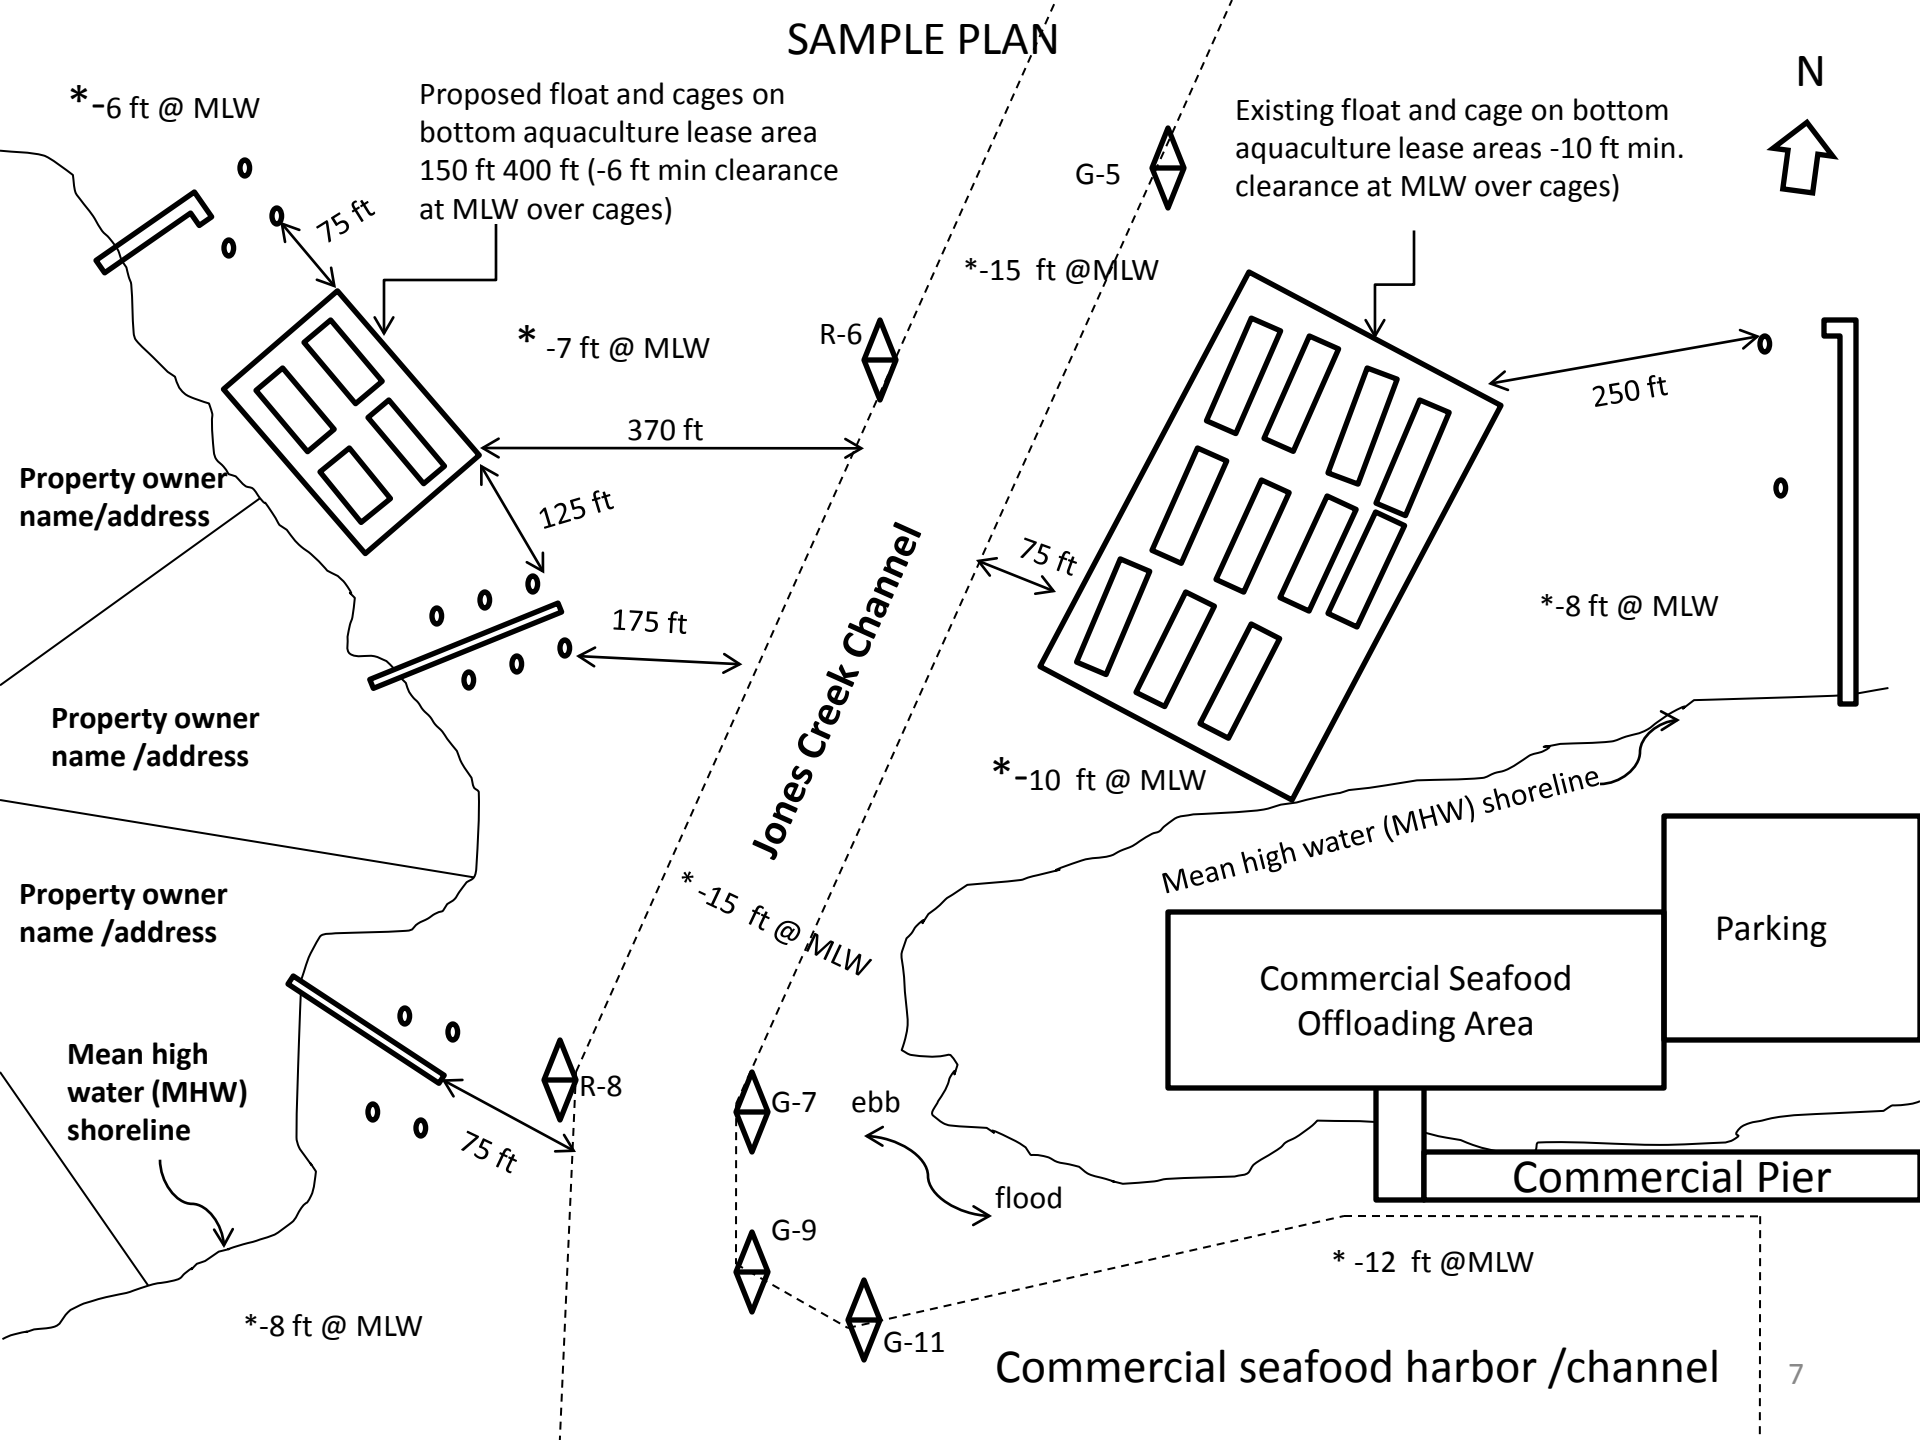 SAMPLE PLAN
N
*-6 ft @ MLW
Proposed float and cages on
bottom aquaculture lease area
150 ft 400 ft (-6 ft min clearance
at MLW over cages)
Existing float and cage on bottom
aquaculture lease areas -10 ft min.
clearance at MLW over cages)
G-5
75 ft
*-15 ft @MLW
R-6
* -7 ft @ MLW
250 ft
370 ft
Property owner
name/address
125 ft
75 ft
Jones Creek Channel
*-8 ft @ MLW
175 ft
Property owner
name /address
*-10 ft @ MLW
Mean high water (MHW) shoreline
*-15 ft @ MLW
Property owner
name /address
Parking
Commercial Seafood
Offloading Area
Mean high
water (MHW)
shoreline
R-8
G-7
ebb
75 ft
flood
Commercial Pier
G-9
* -12 ft @MLW
*-8 ft @ MLW
G-11
Commercial seafood harbor /channel
7